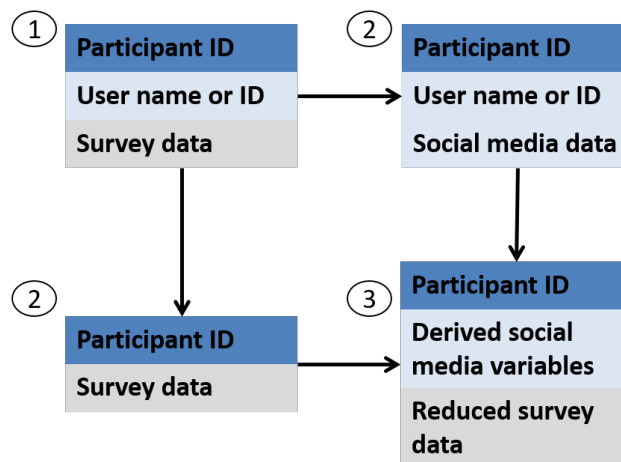 1
Participant ID
User name or ID
Survey data
2
Participant ID
User name or ID
Social media data
2
Participant ID
Survey data
3
Participant ID
Derived social
media variables
Reduced survey
data